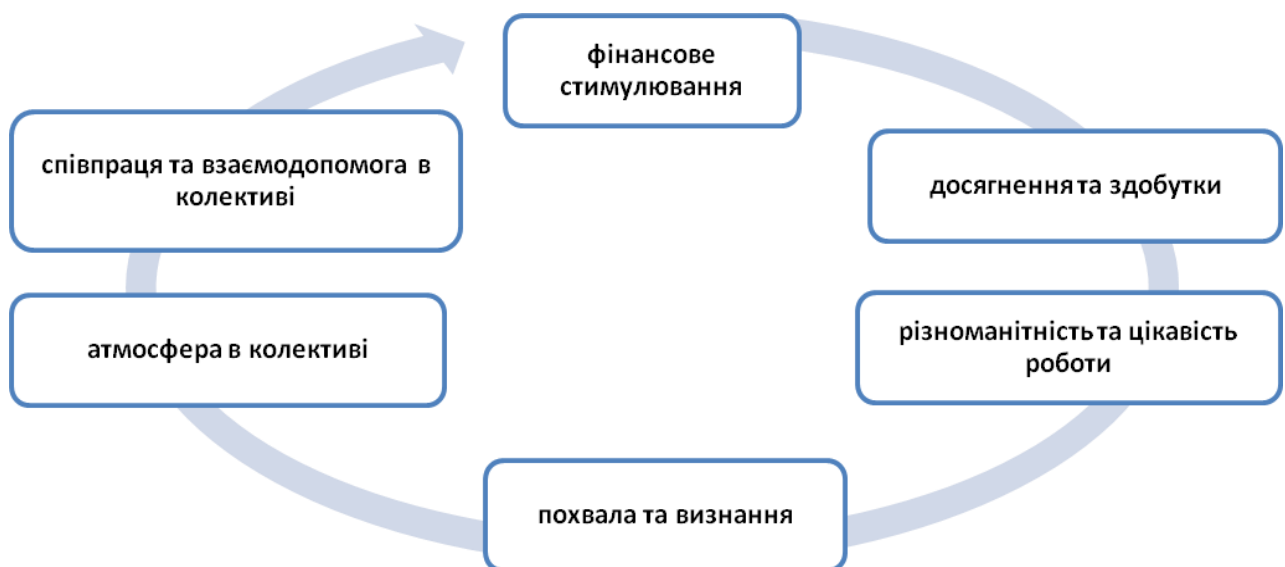 фінансове
стимулювання
досягнення та здобутки
різноманітність та цікавість
роботи
похвала та визнання
атмосфера в колективі
співпраця та взаємодопомога в
колективі